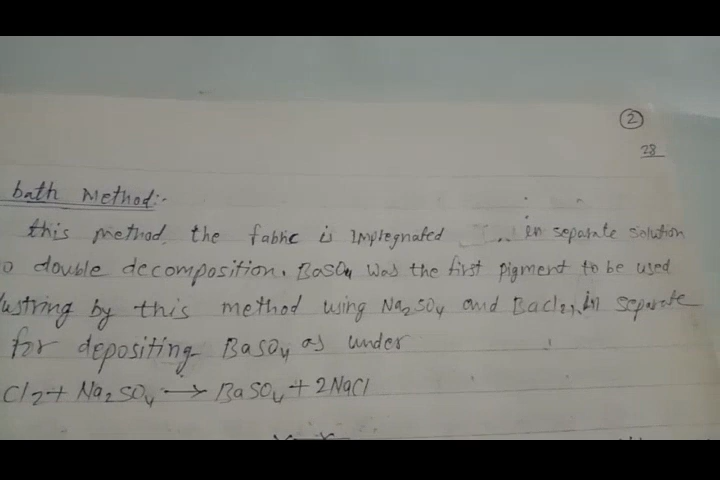 2
28
bath Method:-
this method, the fabric is Impregnated in separate solution
o double decomposition. BaSO4 was the first pigment to be used
lustring by this method using Na2SO4 and BaCl2, in separate
for depositing BaSO4 as under
Cl2 + Na2SO4 → BaSO4 + 2NaCl